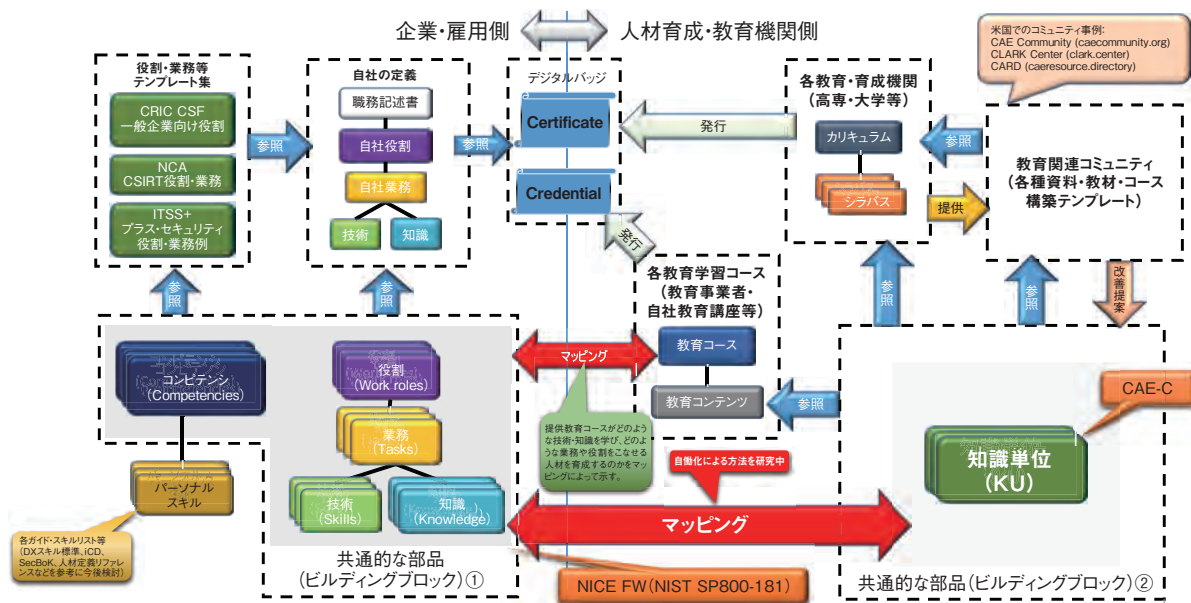 企業・雇用側
人材育成・教育機関側
米国でのコミュニティ事例:
CAE Community (caecommunity.org)
CLARK Center (clark.center)
CARD (caeresource.directory)
役割・業務等
テンプレート集
CRIC CSF
一般企業向け役割
NCA
CSIRT役割・業務
ITSS+
プラス・セキュリティ
役割・業務例
参照
自社の定義
職務記述書
自社役割
自社業務
技術
知識
参照
デジタルバッジ
Certificate
Credential
発行
発行
各教育・育成機関
(高専・大学等)
カリキュラム
シラバス
参照
提供
教育関連コミュニティ
(各種資料・教材・コース
構築テンプレート)
参照
参照
各教育学習コース
(教育事業者・
自社教育講座等)
教育コース
教育コンテンツ
参照
参照
参照
改善提案
コンピテンシ
(Competencies)
パーソナル
スキル
各ガイド・スキルリスト等
(DXスキル標準、iCD、
SecBoK、人材定義リファレ
ンスなどを参考に今後検討)
役割
(Work roles)
業務
(Tasks)
技術
(Skills)
知識
(Knowledge)
共通的な部品
(ビルディングブロック)①
マッピング
提供教育コースがどのよう
な技術・知識を学び、どのよ
うな業務や役割をこなせる
人材を育成するのかをマッ
ピングによって示す。
自動化による方法を研究中
マッピング
NICE FW(NIST SP800-181)
CAE-C
知識単位
(KU)
共通的な部品(ビルディングブロック)②